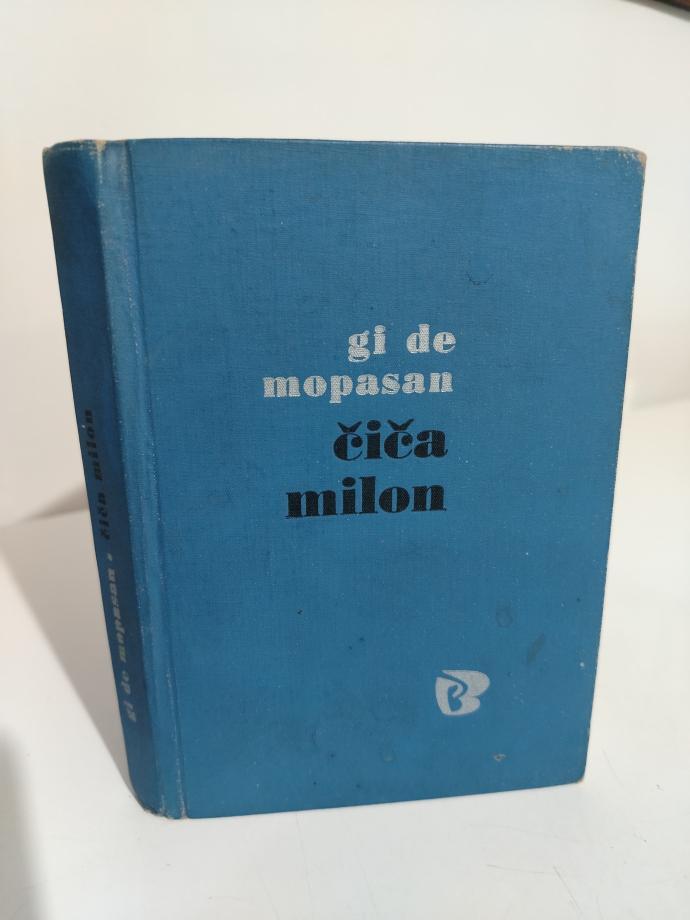 gi de
mopasan
čiča
milon
gi de mopasan • čiča milon